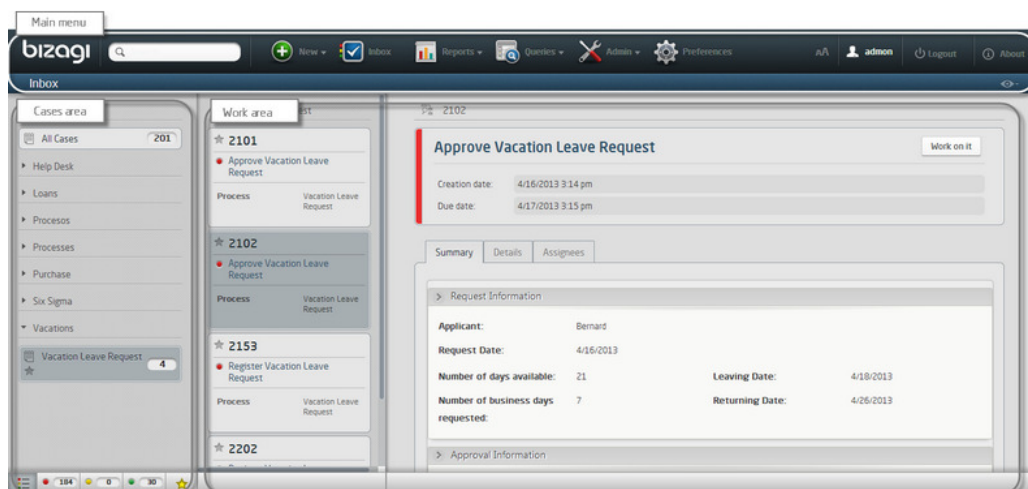 Main menu
bizagi
New
Inbox
Reports
Queries
Admin
Preferences
AA
admon
Logout
About
Inbox
Cases area
All Cases 201
Help Desk
Loans
Procesos
Processes
Purchase
Six Sigma
Vacations
Vacation Leave Request 4
184 0 30
Work area
2101
Approve Vacation Leave
Request
Process Vacation Leave
Request
2102
Approve Vacation Leave
Request
Process Vacation Leave
Request
2153
Register Vacation Leave
Request
Process Vacation Leave
Request
2202
2102
Approve Vacation Leave Request
Work on it
Creation date: 4/16/2013 3:14 pm
Due date: 4/17/2013 3:15 pm
Summary Details Assignees
Request Information
Applicant: Bernard
Request Date: 4/16/2013
Number of days available: 21 Leaving Date: 4/18/2013
Number of business days 7 Returning Date: 4/26/2013
requested:
Approval Information